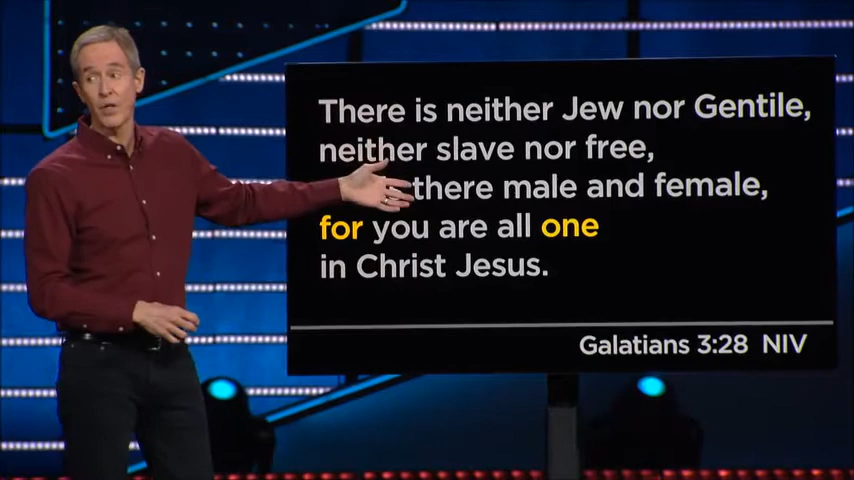 There is neither Jew nor Gentile,
neither slave nor free,
there male and female,
for you are all one
in Christ Jesus.
Galatians 3:28 NIV